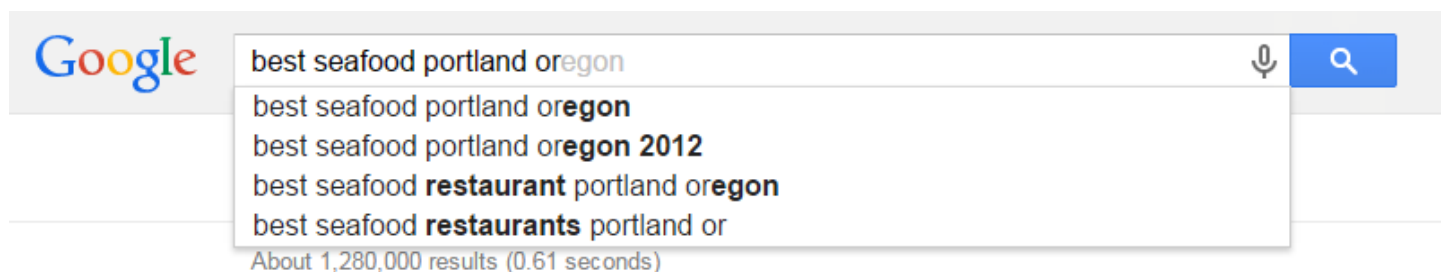 Google
best seafood portland oregon
best seafood portland oregon
best seafood portland oregon 2012
best seafood restaurant portland oregon
best seafood restaurants portland or
About 1,280,000 results (0.61 seconds)